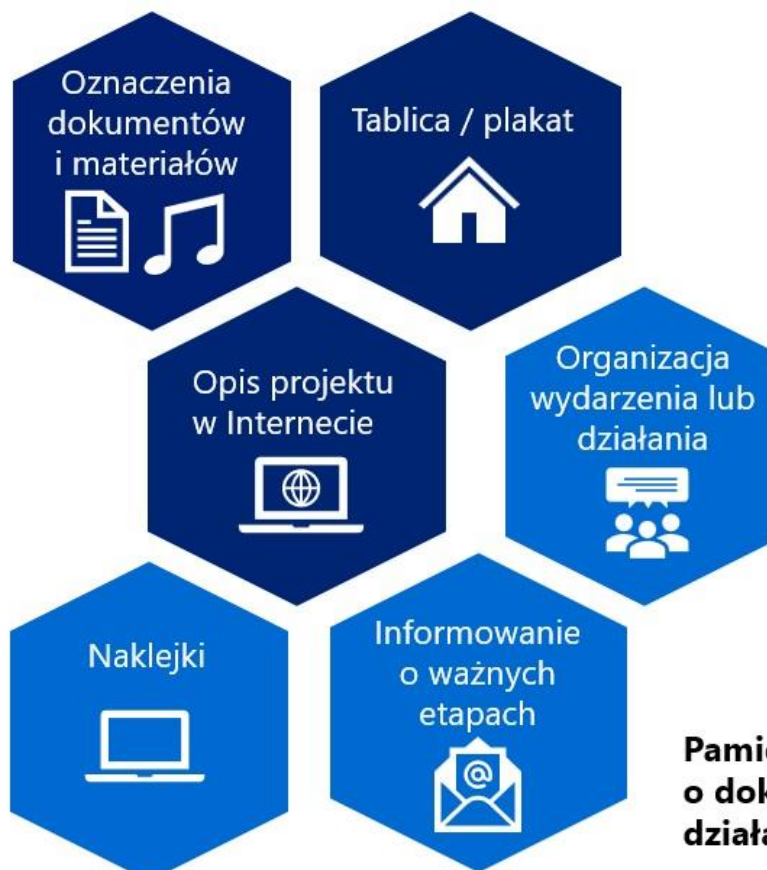 Oznaczenia
dokumentów
i materiałów
Tablica / plakat
Opis projektu
w Internecie
Organizacja
wydarzenia lub
działania
Naklejki
Informowanie
o ważnych
etapach
@
o